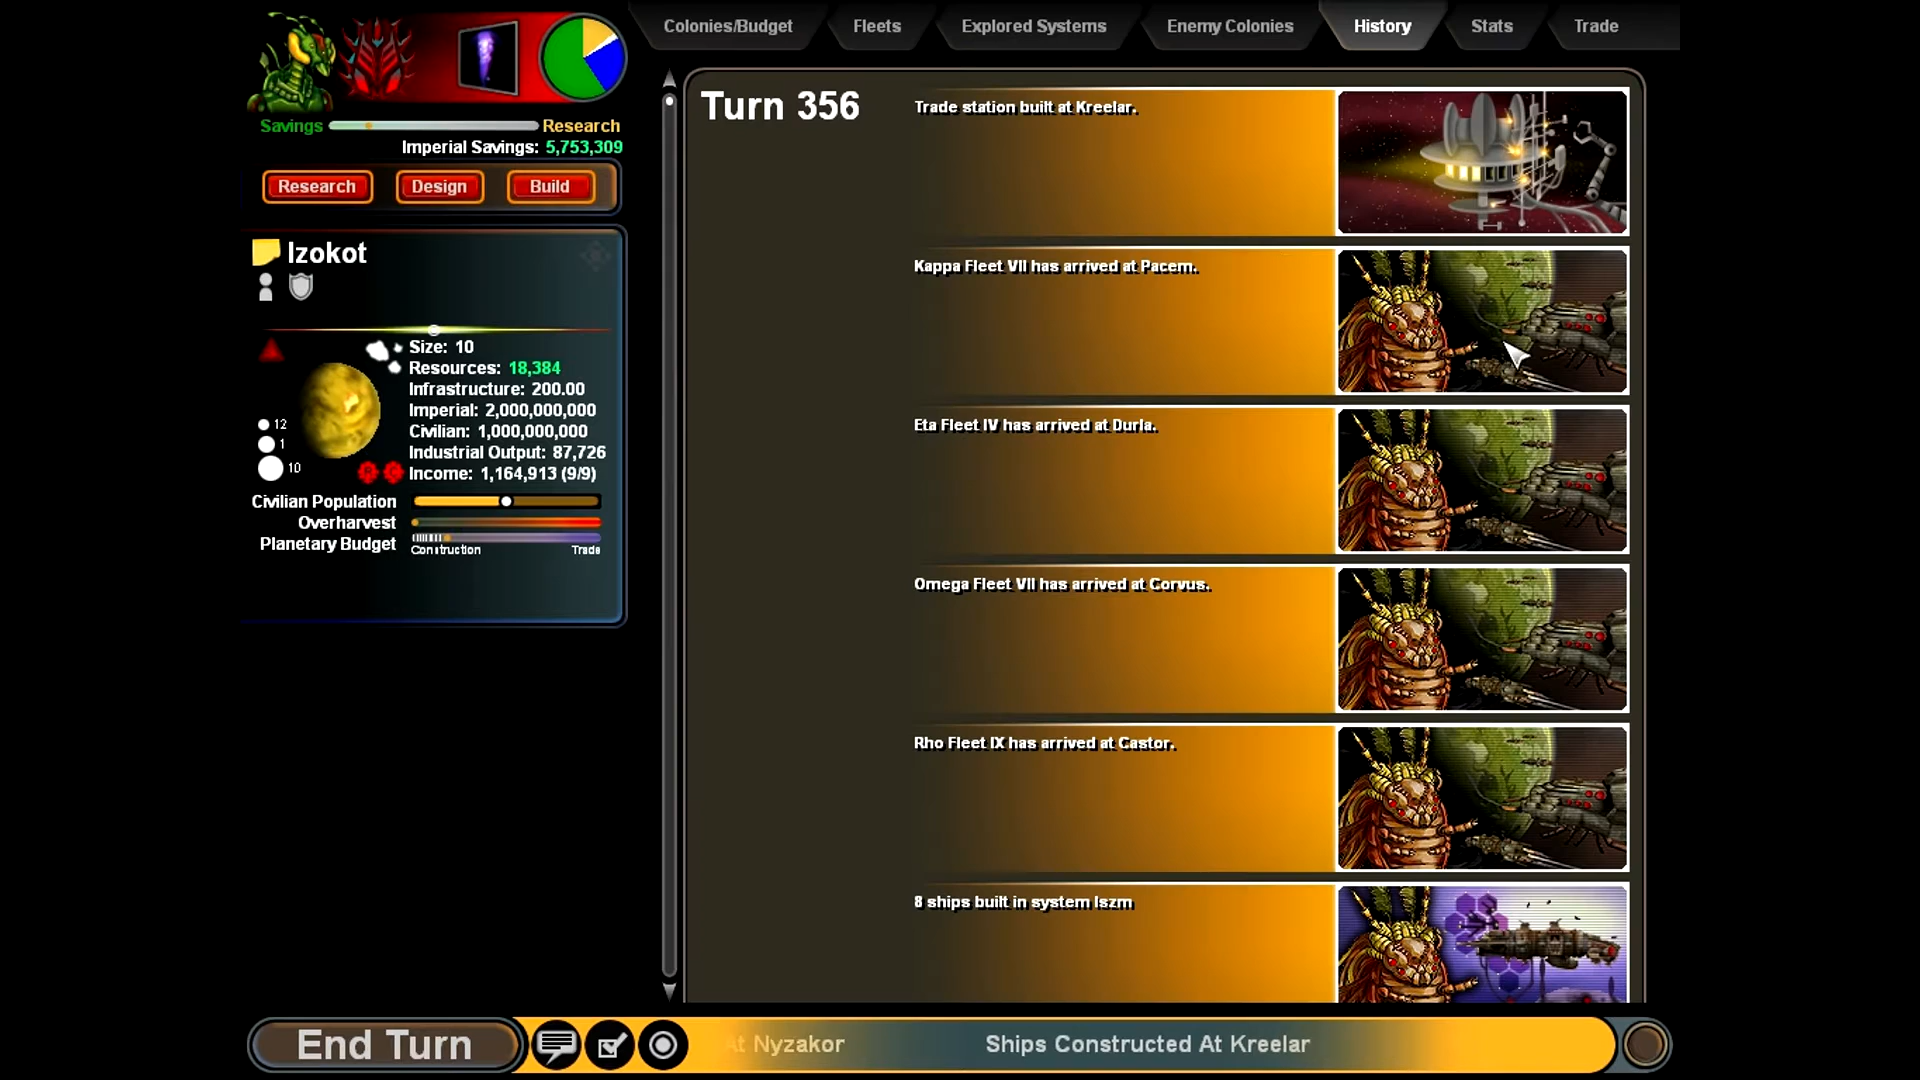 Colonies/Budget
Fleets
Explored Systems
Enemy Colonies
History
Stats
Trade
Savings
Research
Imperial Savings: 5,753,309
Research
Design
Build
Izokot
Size: 10
Resources: 18,384
Infrastructure: 200.00
Imperial: 2,000,000,000
Civilian: 1,000,000,000
Industrial Output: 87,726
Income: 1,164,913 (9/9)
12
1
10
Civilian Population
Overharvest
Planetary Budget
Construction
Trade
Turn 356
Trade station built at Kreelar.
Kappa Fleet VII has arrived at Pacem.
Eta Fleet IV has arrived at Durla.
Omega Fleet VII has arrived at Corvus.
Rho Fleet IX has arrived at Castor.
8 ships built in system Iszm
End Turn
At Nyzakor
Ships Constructed At Kreelar